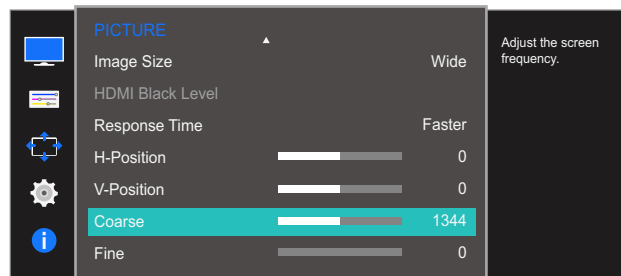 PICTURE
Image Size Wide
HDMI Black Level
Response Time Faster
H-Position 0
V-Position 0
Coarse 1344
Fine 0
Adjust the screen
frequency.
i